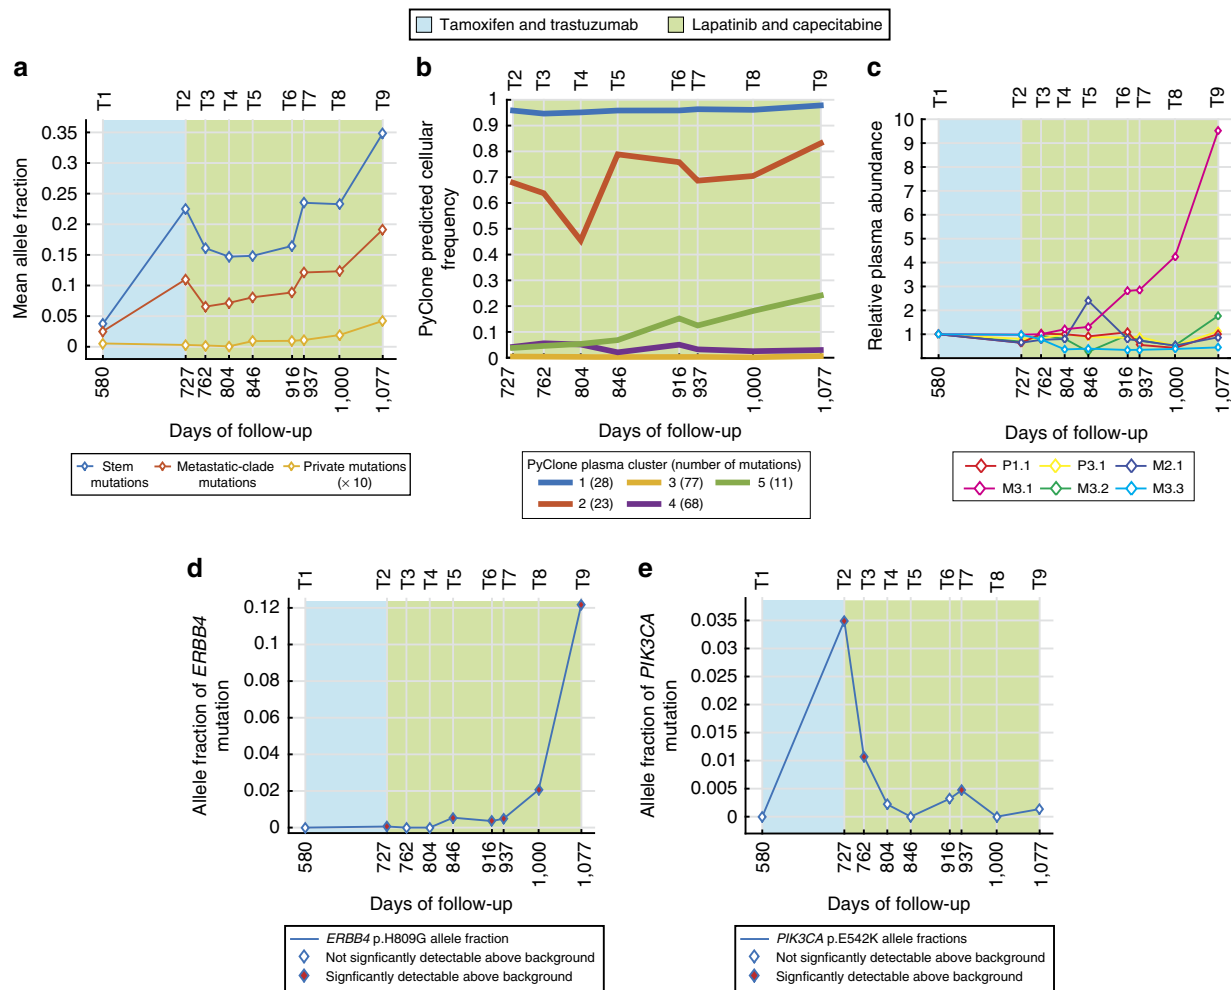 Tamoxifen and trastuzumab
Lapatinib and capecitabine
a
T1 T2 T3 T4 T5 T6 T7 T8 T9
0.35
0.3
0.25
0.2
0.15
0.1
0.05
0
Mean allele fraction
580 727 762 804 846 916 937 1,000 1,077
Days of follow-up
Stem mutations
Metastatic-clade mutations
Private mutations (× 10)
b
T2 T3 T4 T5 T6 T7 T8 T9
1
0.9
0.8
0.7
0.6
0.5
0.4
0.3
0.2
0.1
0
PyClone predicted cellular
frequency
727 762 804 846 916 937 1,000 1,077
Days of follow-up
PyClone plasma cluster (number of mutations)
1 (28) 3 (77) 5 (11)
2 (23) 4 (68)
c
T1 T2 T3 T4 T5 T6 T7 T8 T9
10
9
8
7
6
5
4
3
2
1
Relative plasma abundance
580 727 762 804 846 916 937 1,000 1,077
Days of follow-up
P1.1 P3.1 M2.1
M3.1 M3.2 M3.3
d
T1 T2 T3 T4 T5 T6 T7 T8 T9
0.12
0.1
0.08
0.06
0.04
0.02
0
Allele fraction of ERBB4
mutation
580 727 762 804 846 916 937 1,000 1,077
Days of follow-up
ERBB4 p.H809G allele fraction
Not signficantly detectable above background
Signficantly detectable above background
e
T1 T2 T3 T4 T5 T6 T7 T8 T9
0.035
0.03
0.025
0.02
0.015
0.01
0.005
0
Allele fraction of PIK3CA
mutation
580 727 762 804 846 916 937 1,000 1,077
Days of follow-up
PIK3CA p.E542K allele fractions
Not signficantly detectable above background
Signficantly detectable above background